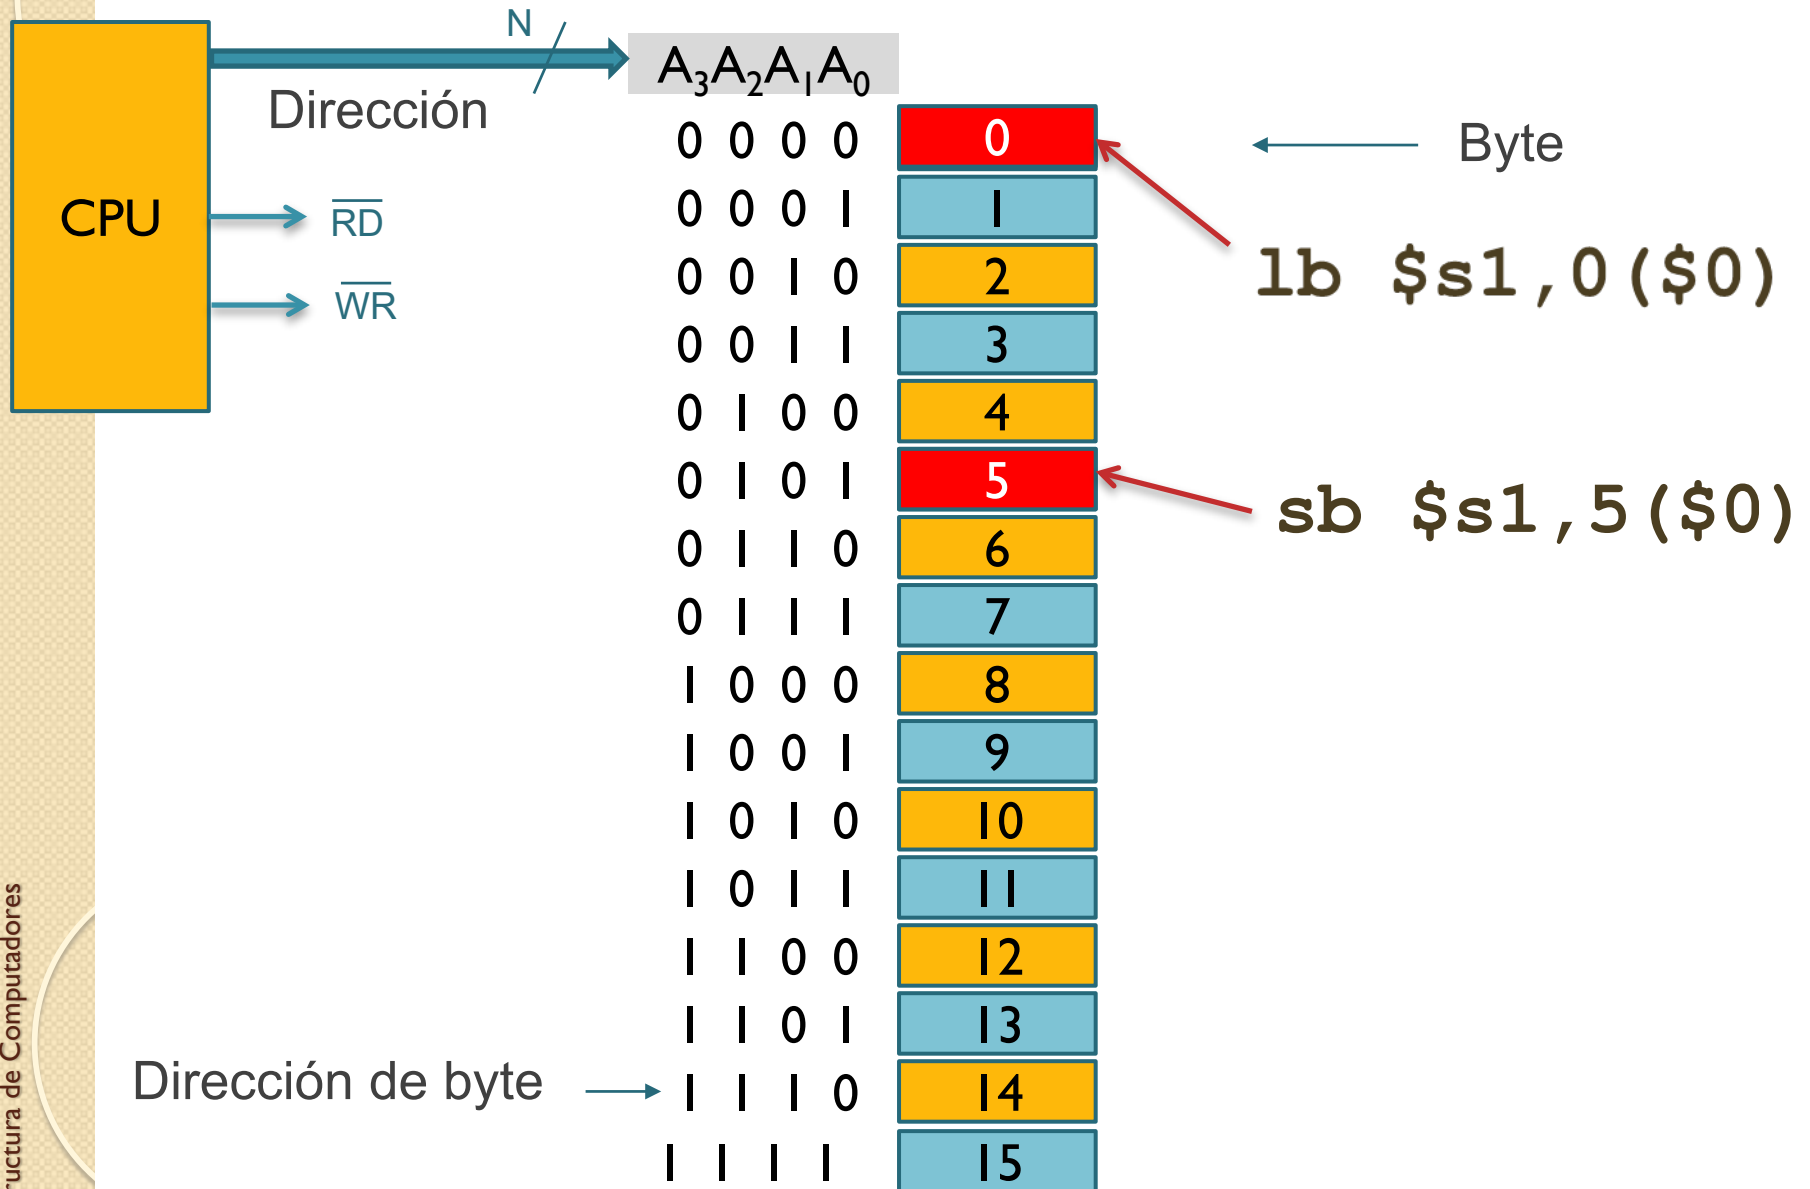 N
A3A2A1A0
Dirección
CPU
RD
WR
0 0 0 0 0
Byte
0 0 0 1 1
lb $s1,0($0)
0 0 1 0 2
0 0 1 1 3
0 1 0 0 4
0 1 0 1 5
sb $s1,5($0)
0 1 1 0 6
0 1 1 1 7
1 0 0 0 8
1 0 0 1 9
1 0 1 0 10
1 0 1 1 11
1 1 0 0 12
1 1 0 1 13
Dirección de byte
1 1 1 0 14
1 1 1 1 15
de Computadores